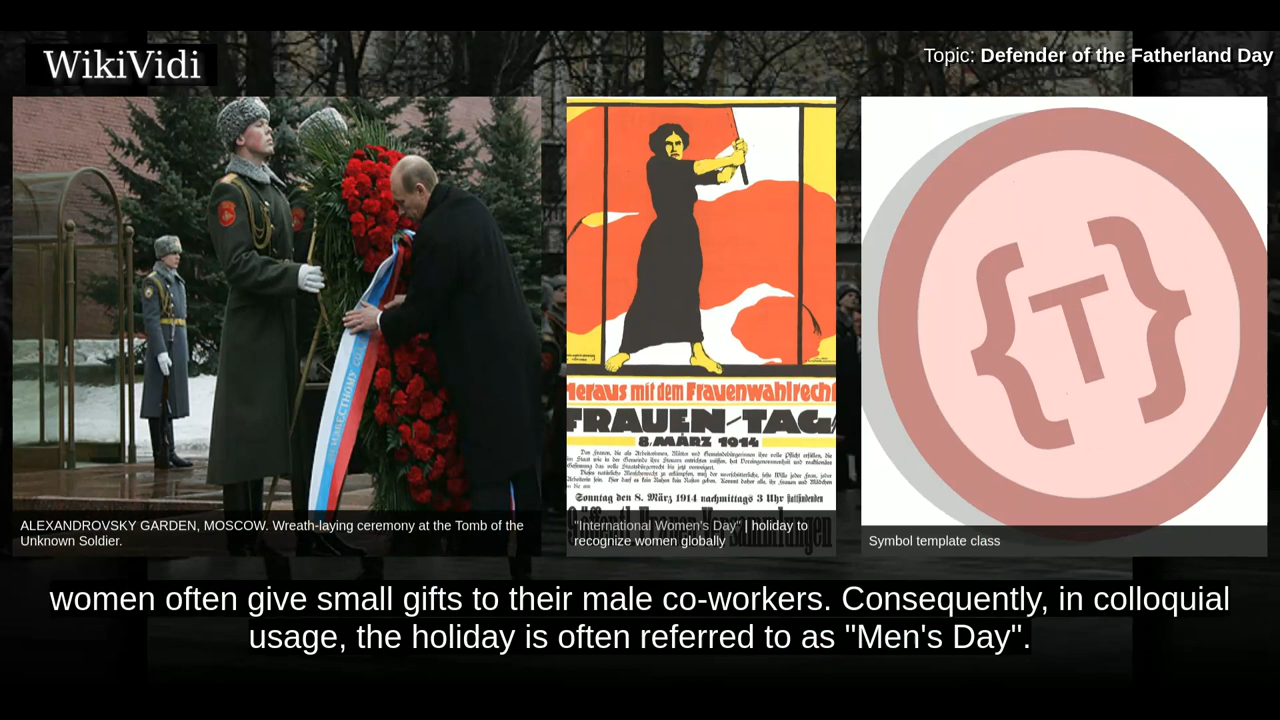 WikiVidi
Topic: Defender of the Fatherland Day
ИЗВЕСТНОМУ
ALEXANDROVSKY GARDEN, MOSCOW. Wreath-laying ceremony at the Tomb of the
Unknown Soldier.
Heraus mit dem Frauenwahlrecht
FRAUEN-TAG
8. MÄRZ 1914
Sonntag den 8. März 1914 nachmittags 3 Uhr stattfindenden
Frauen
"International Women's Day" | holiday to
recognize women globally
{T}
Symbol template class
women often give small gifts to their male co-workers. Consequently, in colloquial
usage, the holiday is often referred to as "Men's Day".